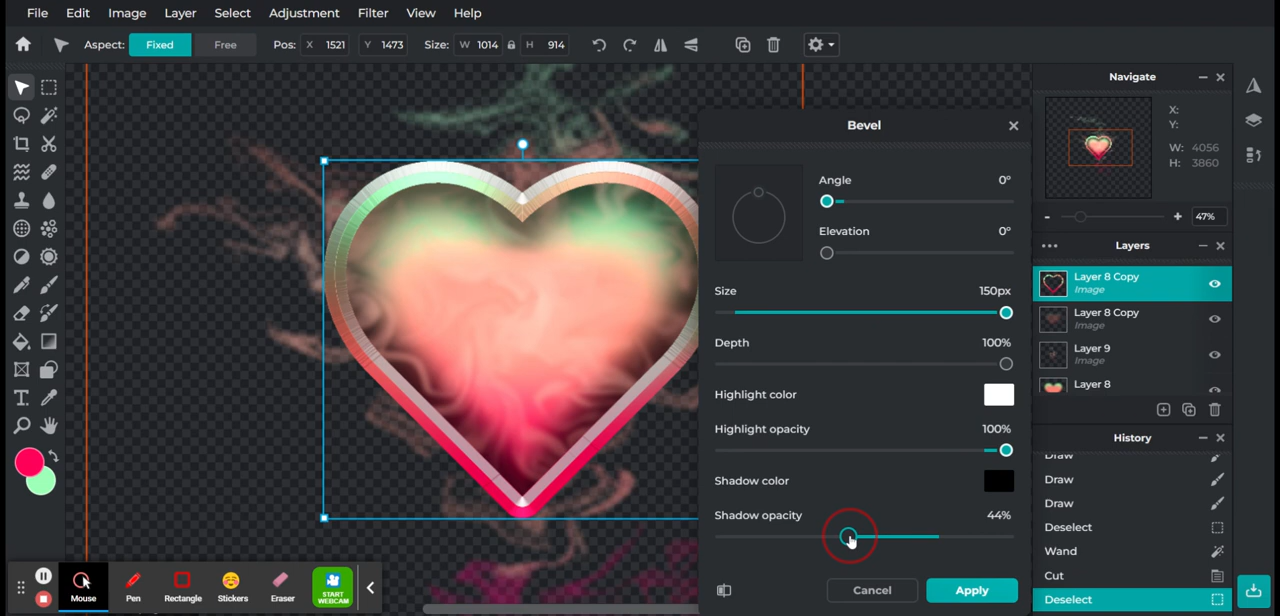 File Edit Image Layer Select Adjustment Filter View Help
Aspect: Fixed Free Pos: X 1521 Y 1473 Size: W 1014 H 914
Navigate
X:
Y:
W: 4056
H: 3860
- + 47%
Bevel
Angle 0°
Elevation 0°
Size 150px
Depth 100%
Highlight color
Highlight opacity 100%
Shadow color
Shadow opacity 44%
Cancel Apply
Layers
Layer 8 Copy
Image
Layer 8 Copy
Image
Layer 9
Image
Layer 8
History
Draw
Draw
Draw
Deselect
Wand
Cut
Deselect
Mouse Pen Rectangle Stickers Eraser START
WEBCAM